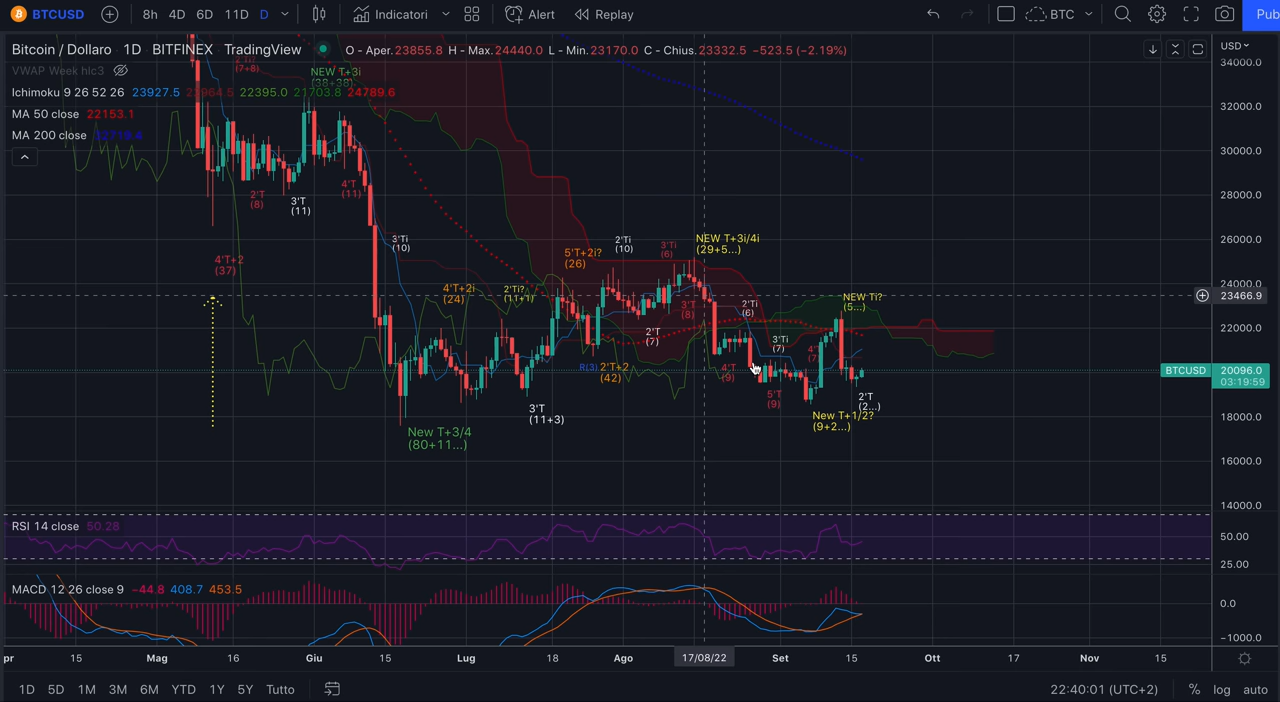 BTCUSD 8h 4D 6D 11D D Indicatori Alert Replay BTC Pub
Bitcoin / Dollaro · 1D · BITFINEX · TradingView O - Aper.23855.8 H - Max.24440.0 L - Min.23170.0 C - Chius.23332.5 −523.5 (−2.19%)
VWAP Week hlc3
Ichimoku 9 26 52 26 23927.5 22395.0 21703.8 24789.6
MA 50 close 22153.1
MA 200 close
USD
34000.0
32000.0
30000.0
28000.0
26000.0
24000.0
23466.9
22000.0
BTCUSD 20096.0
03:19:59
18000.0
16000.0
14000.0
(7+8)
NEW T+3i
(38+38)
2'T
(8)
3'T
(11)
4'T
(11)
4'T+2
(37)
3'Ti
(10)
New T+3/4
(80+11...)
4'T+2i
(24)
2'Ti?
(11+1)
3'T
(11+3)
5'T+2i?
(26)
R(3) 2'T+2
(42)
2'Ti
(10)
2'T
(7)
3'Ti
(6)
3'T
(8)
NEW T+3i/4i
(29+5...)
4'T
(9)
2'Ti
(6)
3'Ti
(7)
5'T
(9)
NEW Ti?
(5...)
New T+1/2?
(9+2...)
2'T
(2...)
RSI 14 close 50.28
50.00
25.00
MACD 12 26 close 9 −44.8 408.7 453.5
0.0
−1000.0
pr 15 Mag 16 Giu 15 Lug 18 Ago 17/08/22 Set 15 Ott 17 Nov 15
1D 5D 1M 3M 6M YTD 1Y 5Y Tutto 22:40:01 (UTC+2) % log auto